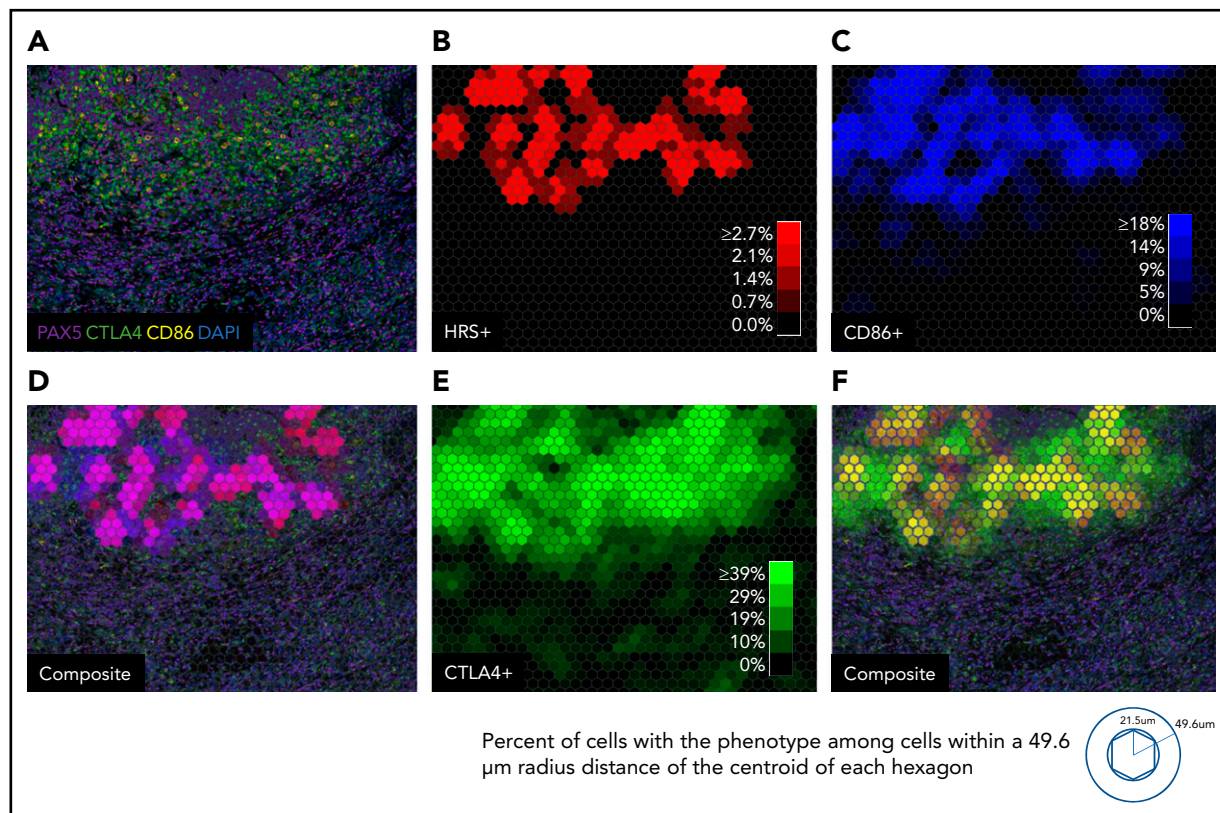 A
B
C
PAX5 CTLA4 CD86 DAPI
HRS+
≥2.7%
2.1%
1.4%
0.7%
0.0%
CD86+
≥18%
14%
9%
5%
0%
D
E
F
Composite
CTLA4+
≥39%
29%
19%
10%
0%
Composite
Percent of cells with the phenotype among cells within a 49.6
μm radius distance of the centroid of each hexagon
21.5um
49.6um